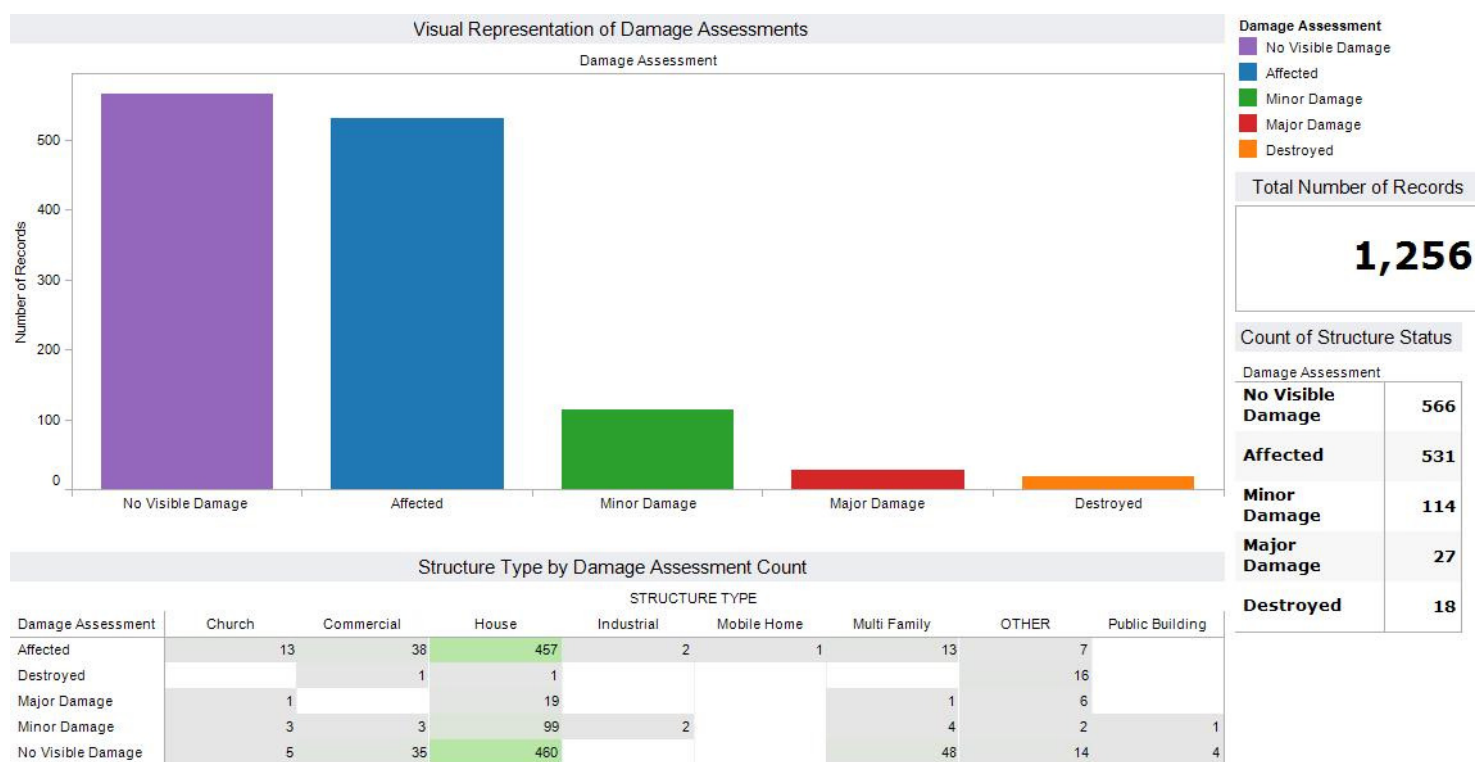 Visual Representation of Damage Assessments
Damage Assessment
Number of Records
500
400
300
200
100
0
No Visible Damage Affected Minor Damage Major Damage Destroyed
Damage Assessment
No Visible Damage
Affected
Minor Damage
Major Damage
Destroyed
Total Number of Records
1,256
Count of Structure Status
Damage Assessment
No Visible
Damage 566
Affected 531
Minor
Damage 114
Major
Damage 27
Destroyed 18
Structure Type by Damage Assessment Count
STRUCTURE TYPE
Damage Assessment Church Commercial House Industrial Mobile Home Multi Family OTHER Public Building
Affected 13 38 457 2 1 13 7
Destroyed 1 1 16
Major Damage 1 19 1 6
Minor Damage 3 3 99 2 4 2 1
No Visible Damage 5 35 460 48 14 4